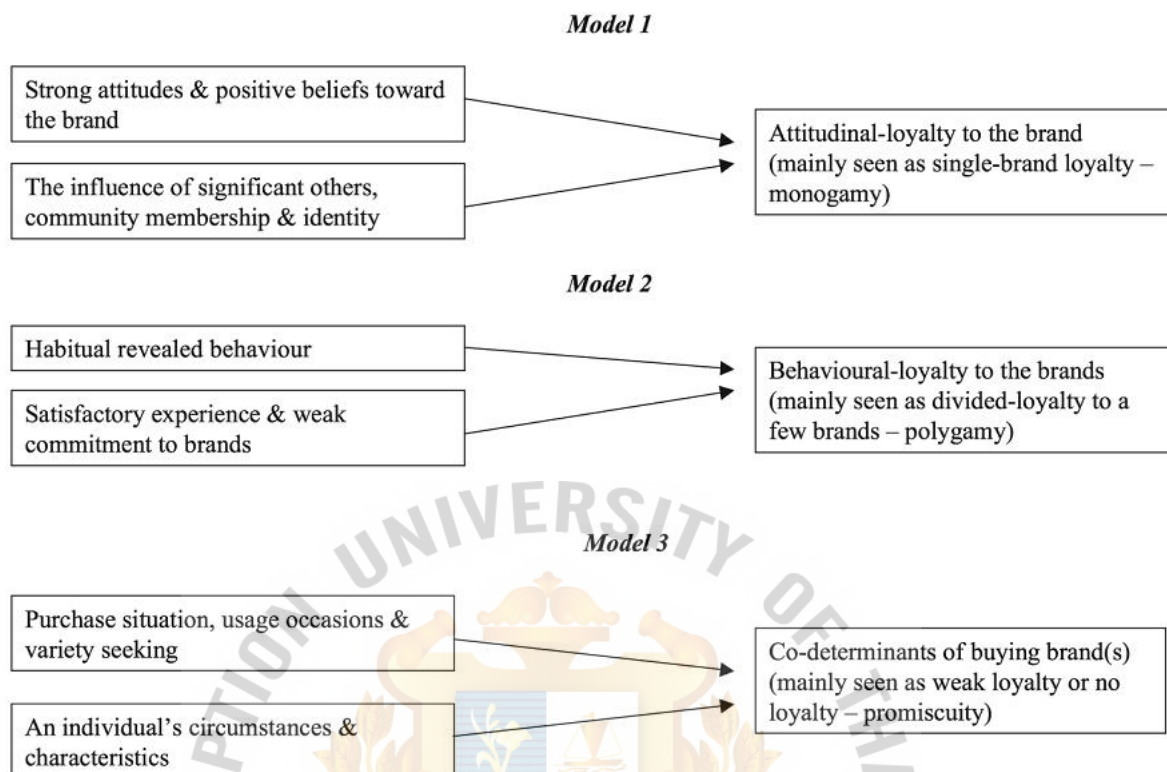 Model 1
Strong attitudes & positive beliefs toward
the brand
The influence of significant others,
community membership & identity
Attitudinal-loyalty to the brand
(mainly seen as single-brand loyalty –
monogamy)
Model 2
Habitual revealed behaviour
Satisfactory experience & weak
commitment to brands
Behavioural-loyalty to the brands
(mainly seen as divided-loyalty to a
few brands – polygamy)
Model 3
Purchase situation, usage occasions &
variety seeking
An individual's circumstances &
characteristics
Co-determinants of buying brand(s)
(mainly seen as weak loyalty or no
loyalty – promiscuity)
PTION UNIVERSITY OF THA